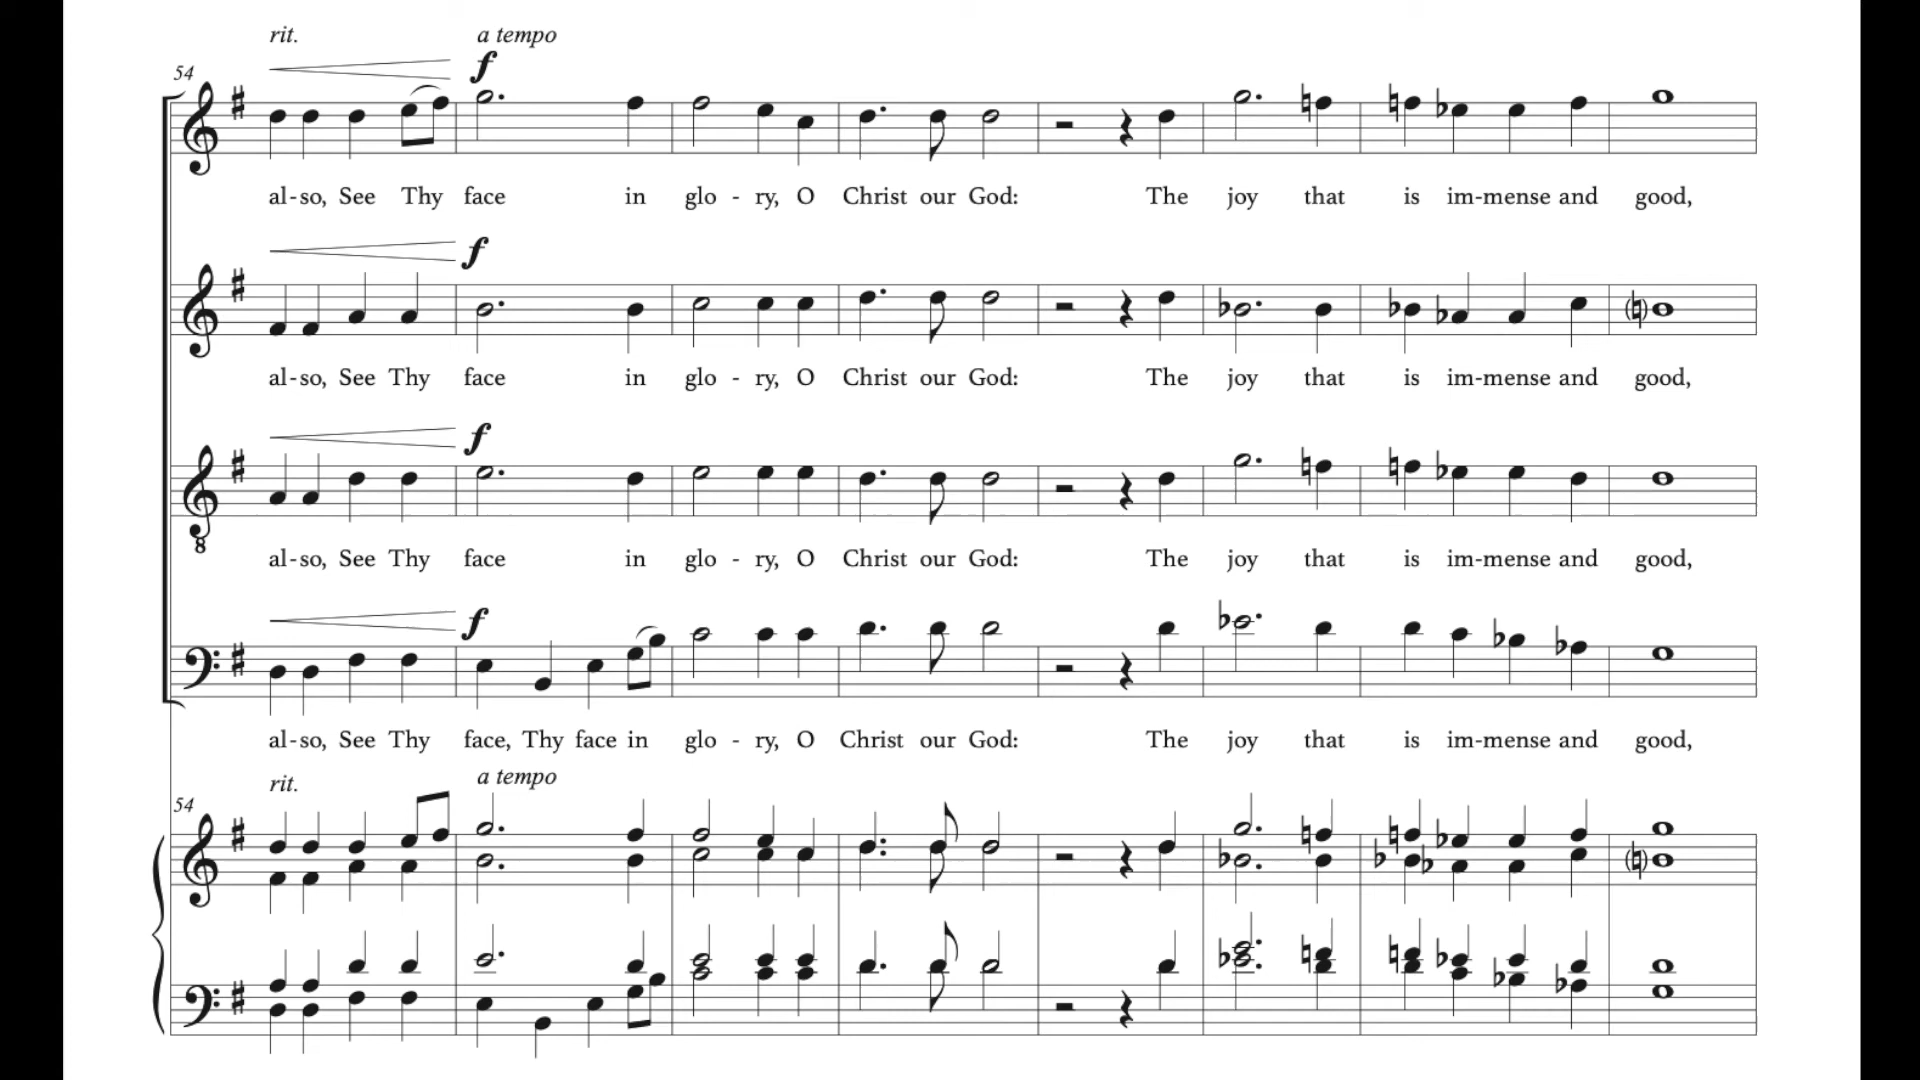 rit. a tempo
54 f
al-so, See Thy face in glo - ry, O Christ our God: The joy that is im-mense and good,
f
al-so, See Thy face in glo - ry, O Christ our God: The joy that is im-mense and good,
f
8
al-so, See Thy face in glo - ry, O Christ our God: The joy that is im-mense and good,
f
al-so, See Thy face, Thy face in glo - ry, O Christ our God: The joy that is im-mense and good,
rit. a tempo
54